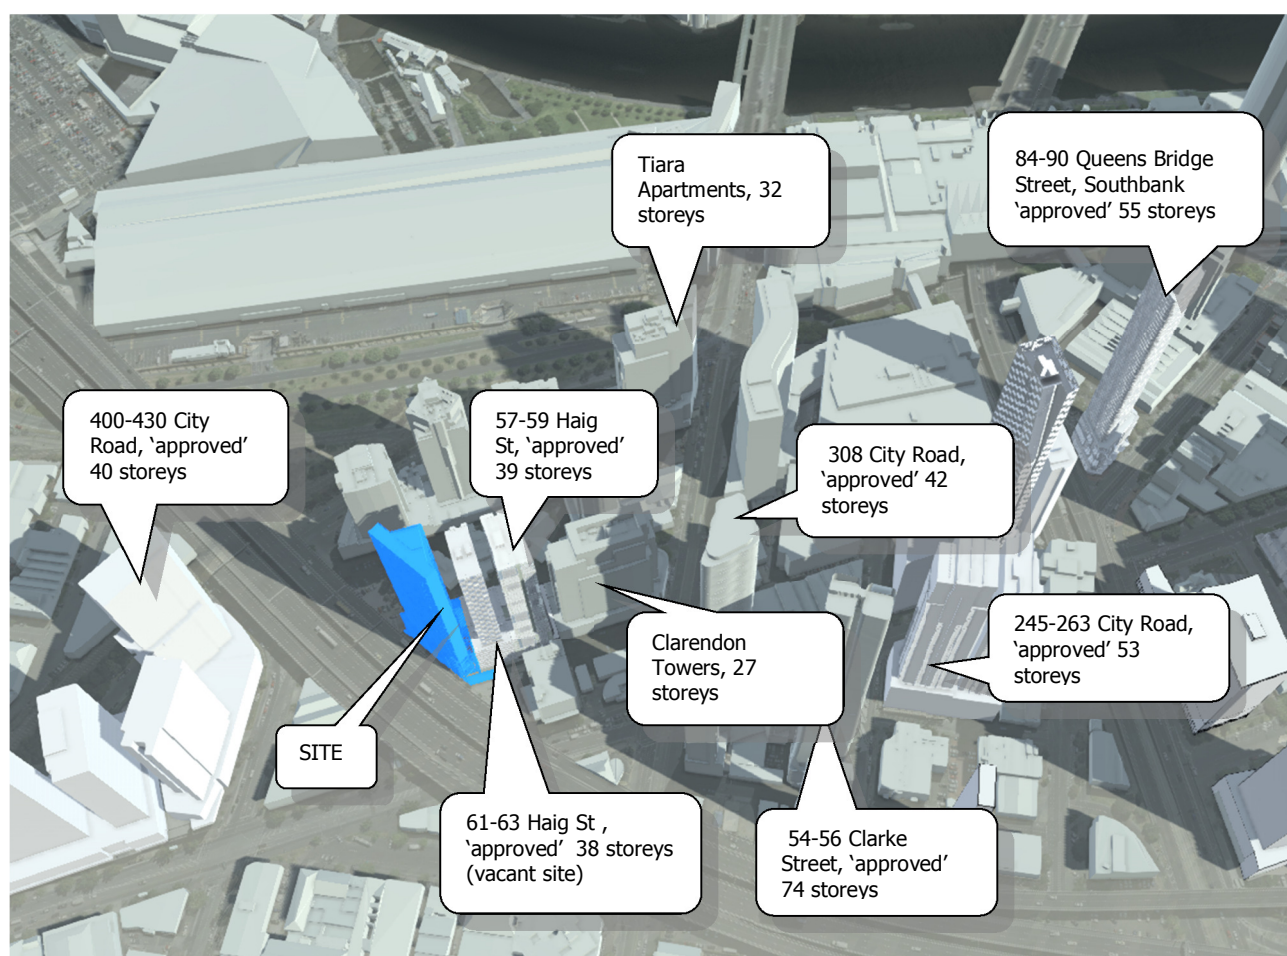 Tiara
Apartments, 32
storeys
84-90 Queens Bridge
Street, Southbank
‘approved’ 55 storeys
400-430 City
Road, ‘approved’
40 storeys
57-59 Haig
St, ‘approved’
39 storeys
308 City Road,
‘approved’ 42
storeys
Clarendon
Towers, 27
storeys
245-263 City Road,
‘approved’ 53
storeys
SITE
61-63 Haig St ,
‘approved’ 38 storeys
(vacant site)
54-56 Clarke
Street, ‘approved’
74 storeys